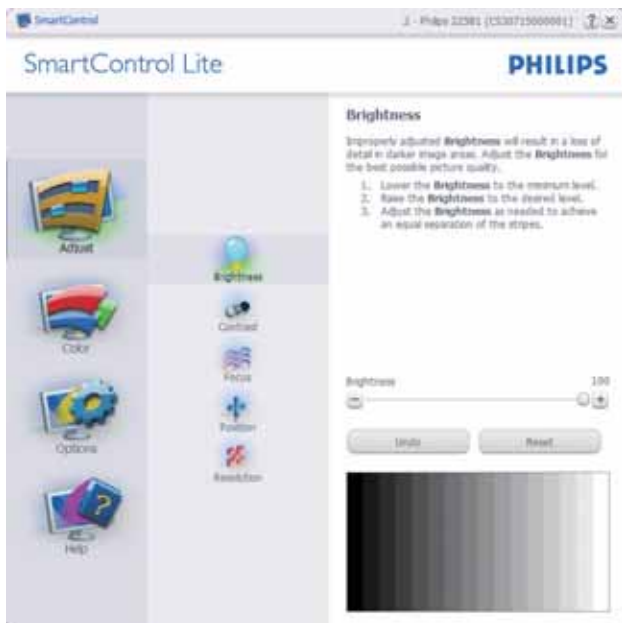 SmartControl
SmartControl Lite
PHILIPS
Adjust
Color
Options
Help
Brightness
Contrast
Focus
Position
Resolution
Brightness
Improperly adjusted Brightness will result in a loss of
detail in darker image areas. Adjust the Brightness for
the best possible picture quality.
1. Lower the Brightness to the minimum level.
2. Raise the Brightness to the desired level.
3. Adjust the Brightness as needed to achieve
an equal separation of the stripes.
Brightness 100
Undo Reset